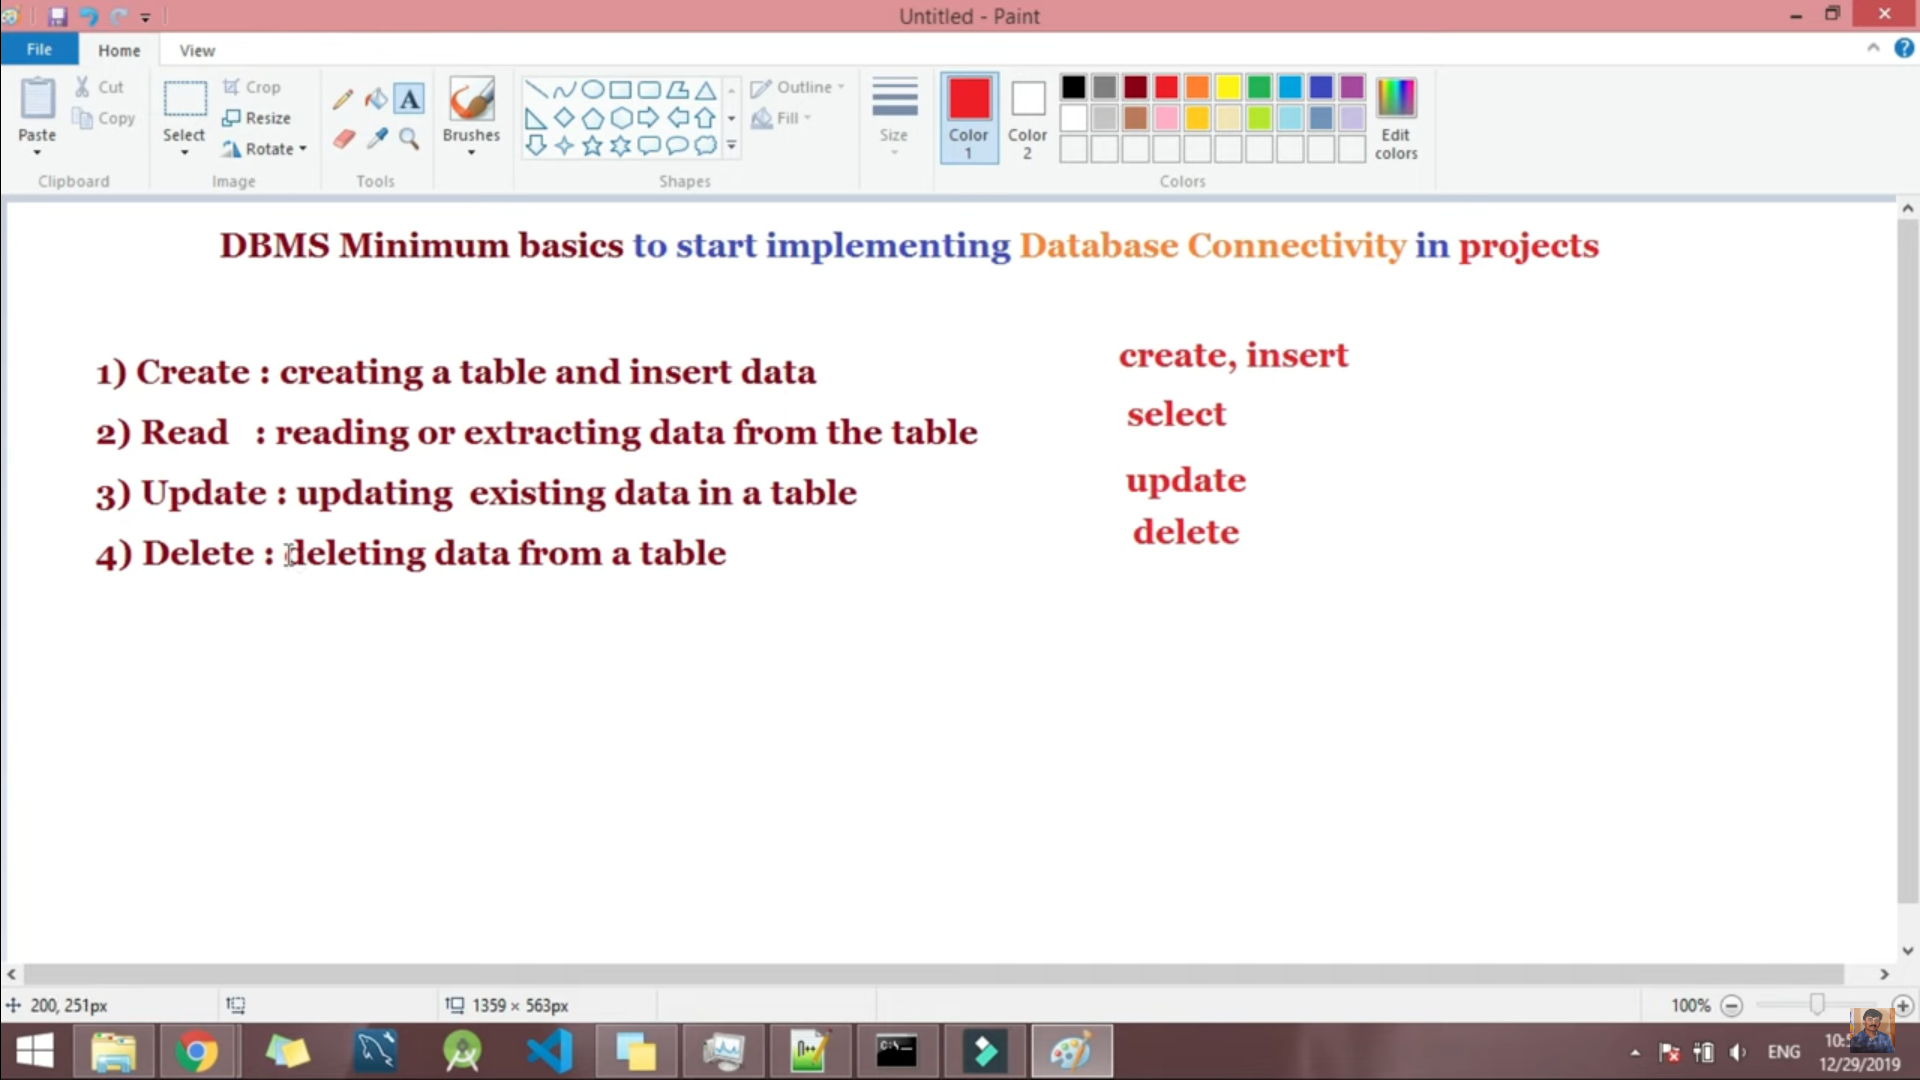 Untitled - Paint
File Home View
Paste Cut Copy Clipboard
Select Crop Resize Rotate Image
A
Tools
Brushes
Outline Fill Shapes
Size
Color 1 Color 2 Edit colors Colors
DBMS Minimum basics to start implementing Database Connectivity in projects
1) Create : creating a table and insert data create, insert
2) Read : reading or extracting data from the table select
3) Update : updating existing data in a table update
4) Delete : deleting data from a table delete
200, 251px 1359 × 563px 100%
ENG
12/29/2019